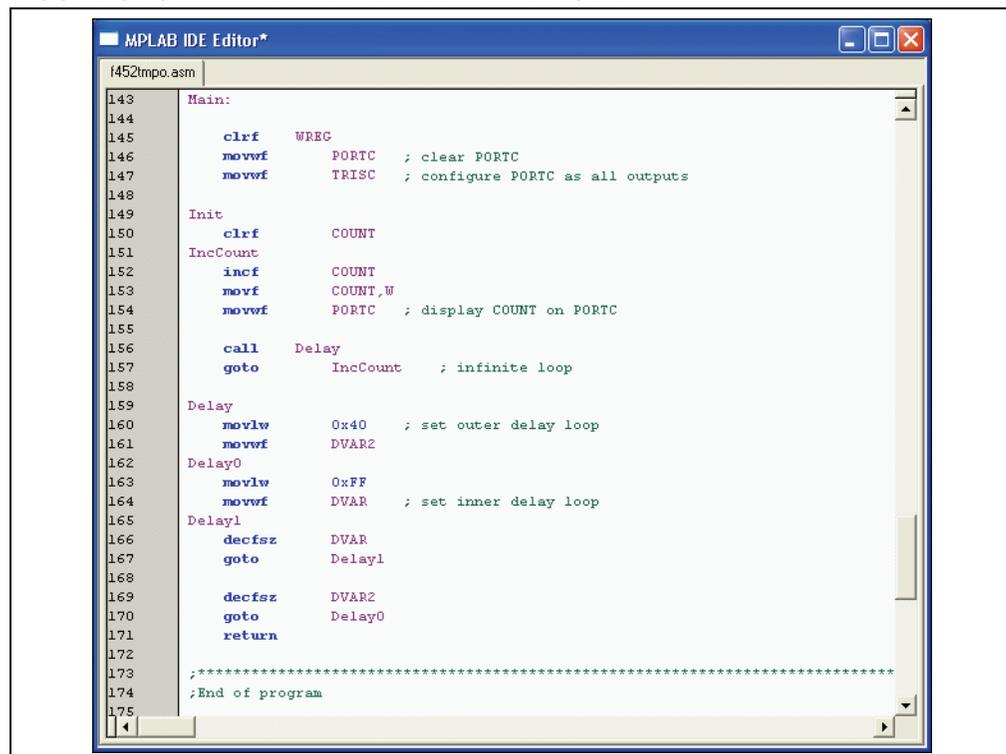 MPLAB IDE Editor*
f452tmpo.asm
143 Main:
144
145 clrf WREG
146 movwf PORTC ; clear PORTC
147 movwf TRISC ; configure PORTC as all outputs
148
149 Init
150 clrf COUNT
151 IncCount
152 incf COUNT
153 movf COUNT,W
154 movwf PORTC ; display COUNT on PORTC
155
156 call Delay
157 goto IncCount ; infinite loop
158
159 Delay
160 movlw 0x40 ; set outer delay loop
161 movwf DVAR2
162 Delay0
163 movlw 0xFF
164 movwf DVAR ; set inner delay loop
165 Delay1
166 decfsz DVAR
167 goto Delay1
168
169 decfsz DVAR2
170 goto Delay0
171 return
172
173 ;******************************************************************************
174 ;End of program
175